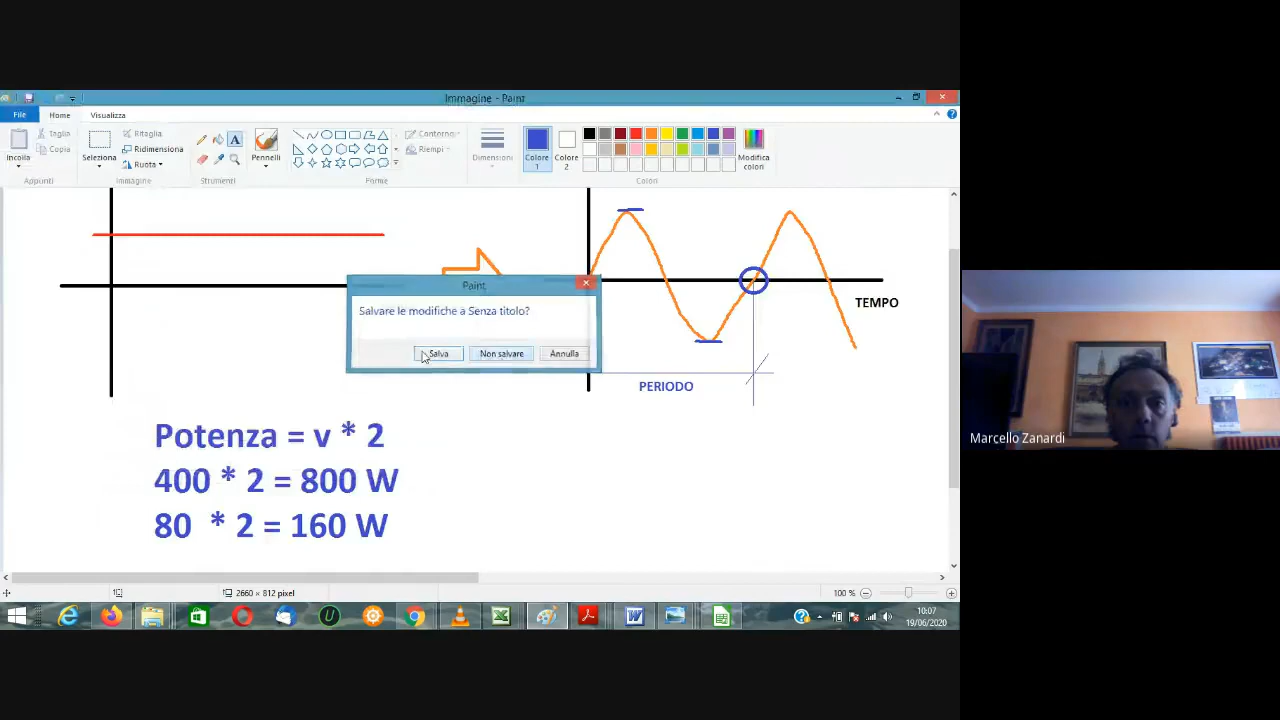 Immagine - Paint
File
Home
Visualizza
Incolla
Taglia
Copia
Appunti
Seleziona
Ritaglia
Ridimensiona
Ruota
Immagine
A
Strumenti
Pennelli
Forme
Contorno
Riempi
Dimensioni
Colore 1
Colore 2
Modifica colori
Colori
TEMPO
PERIODO
Paint
Salvare le modifiche a Senza titolo?
Salva
Non salvare
Annulla
Potenza = v * 2
400 * 2 = 800 W
80 * 2 = 160 W
Marcello Zanardi
2660 × 812 pixel
100 %
10:07
19/06/2020